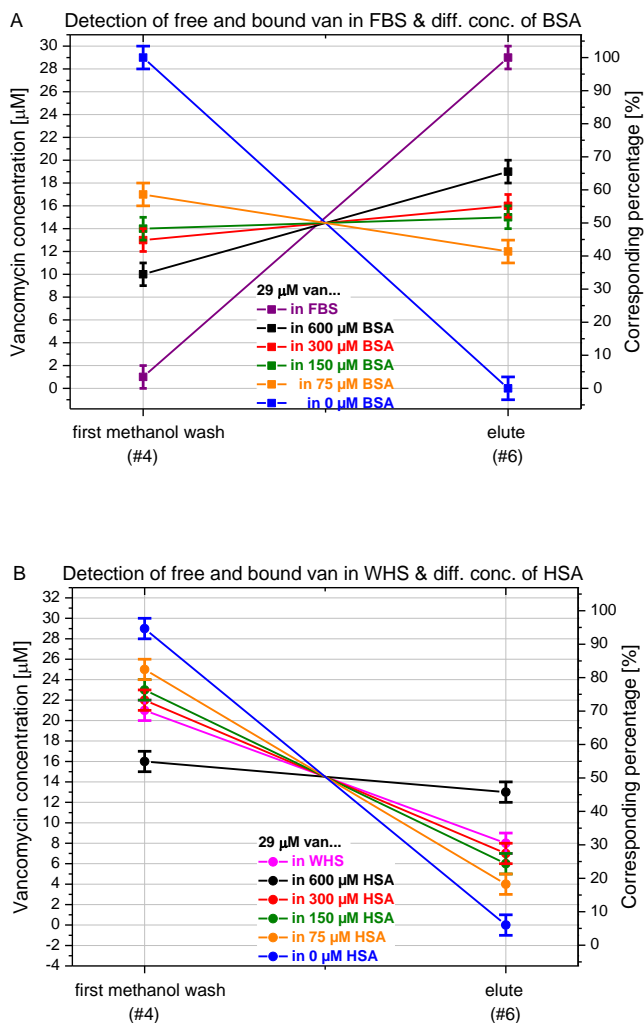 A Detection of free and bound van in FBS & diff. conc. of BSA
Vancomycin concentration [µM]
30
28
26
24
22
20
18
16
14
12
10
8
6
4
2
0
Corresponding percentage [%]
100
90
80
70
60
50
40
30
20
10
0
29 µM van...
in FBS
in 600 µM BSA
in 300 µM BSA
in 150 µM BSA
in 75 µM BSA
in 0 µM BSA
first methanol wash elute
(#4) (#6)
B Detection of free and bound van in WHS & diff. conc. of HSA
Vancomycin concentration [µM]
32
30
28
26
24
22
20
18
16
14
12
10
8
6
4
2
0
-2
-4
Corresponding percentage [%]
100
90
80
70
60
50
40
30
20
10
0
29 µM van...
in WHS
in 600 µM HSA
in 300 µM HSA
in 150 µM HSA
in 75 µM HSA
in 0 µM HSA
first methanol wash elute
(#4) (#6)